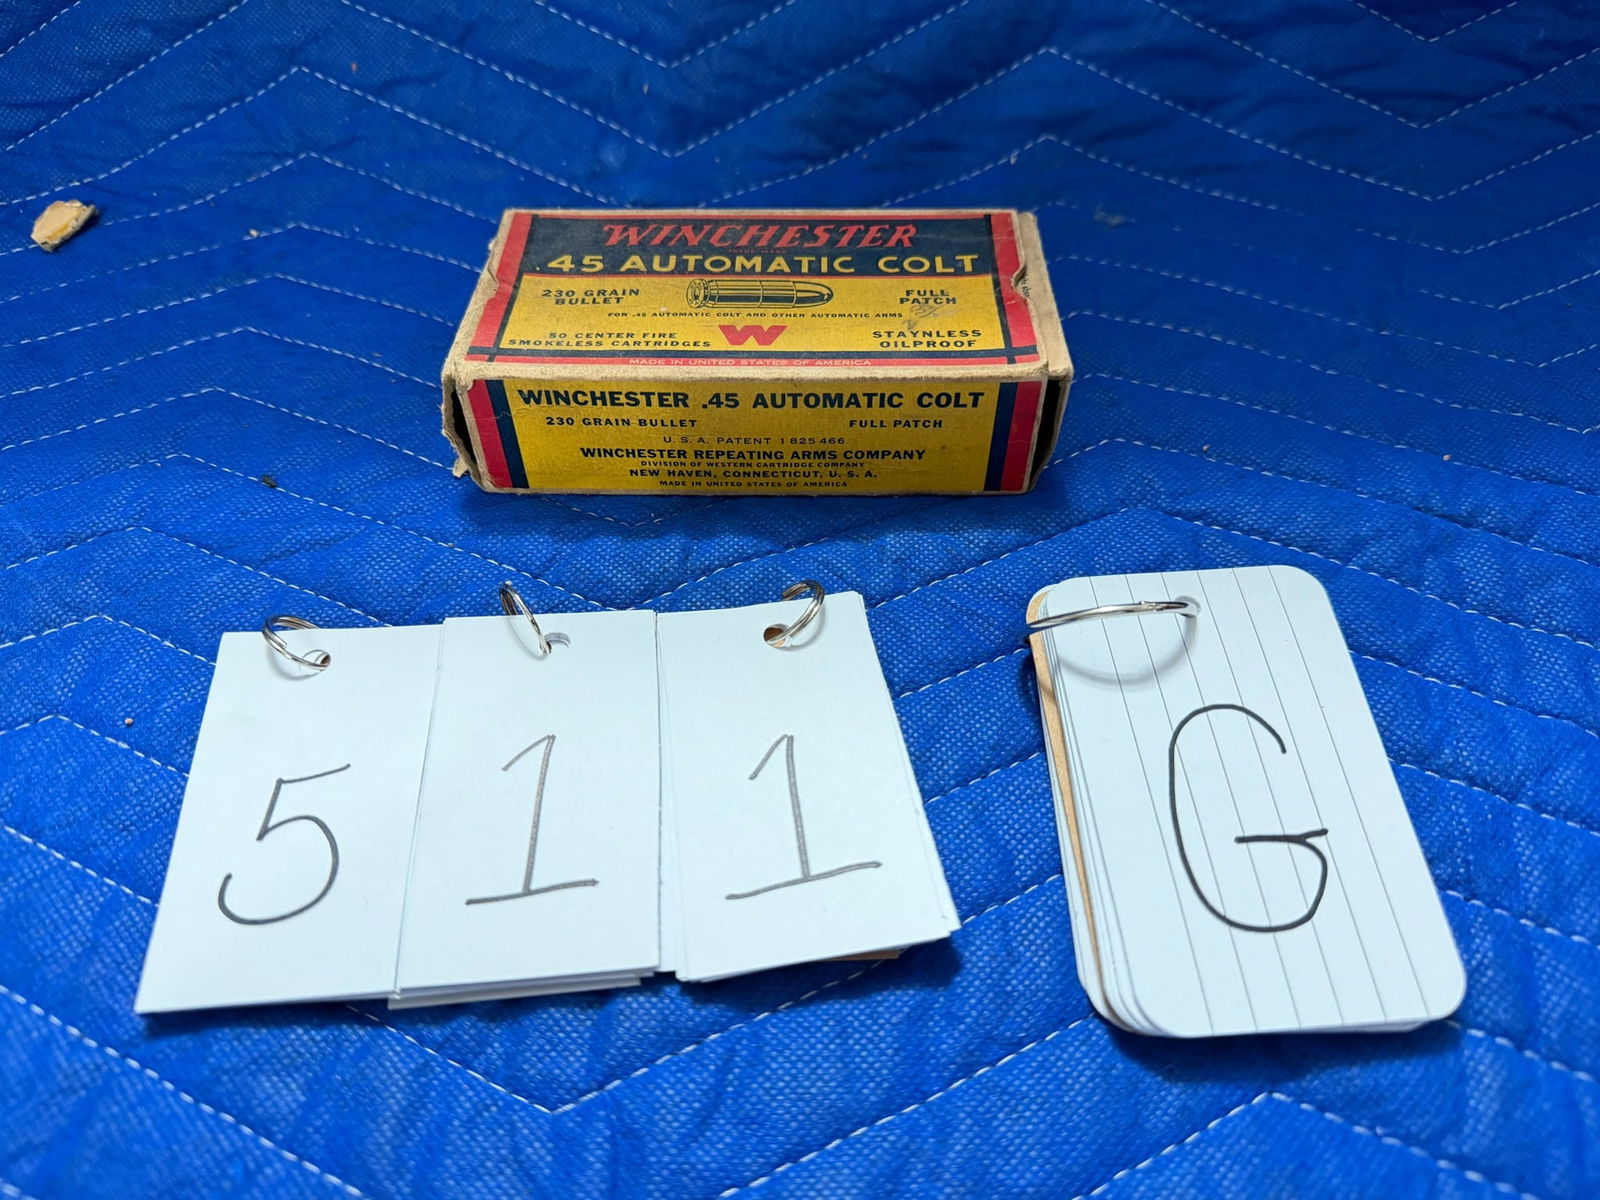 WINCHESTER
TRADE MARK
.45 AUTOMATIC COLT
230 GRAIN BULLET
FULL PATCH
FOR .45 AUTOMATIC COLT AND OTHER AUTOMATIC ARMS
50 CENTER FIRE
SMOKELESS CARTRIDGES
W
STAYNLESS
OILPROOF
MADE IN UNITED STATES OF AMERICA
WINCHESTER .45 AUTOMATIC COLT
230 GRAIN BULLET FULL PATCH
U.S.A. PATENT 1825466
WINCHESTER REPEATING ARMS COMPANY
DIVISION OF WESTERN CARTRIDGE COMPANY
NEW HAVEN, CONNECTICUT, U.S.A.
MADE IN UNITED STATES OF AMERICA
5 1 1 G